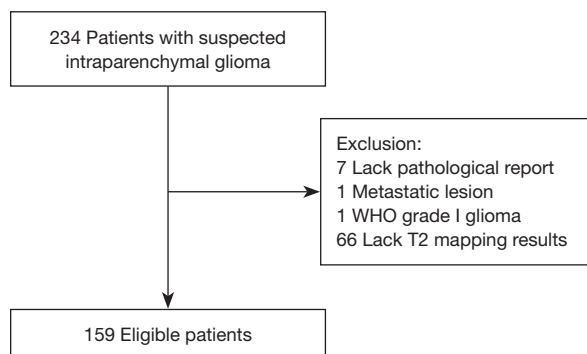 234 Patients with suspected
intraparenchymal glioma
Exclusion:
7 Lack pathological report
1 Metastatic lesion
1 WHO grade I glioma
66 Lack T2 mapping results
159 Eligible patients